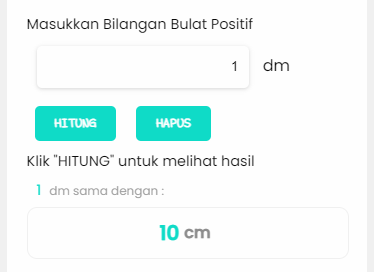 Masukkan Bilangan Bulat Positif
1 dm
HITUNG HAPUS
Klik "HITUNG" untuk melihat hasil
1 dm sama dengan :
10 cm